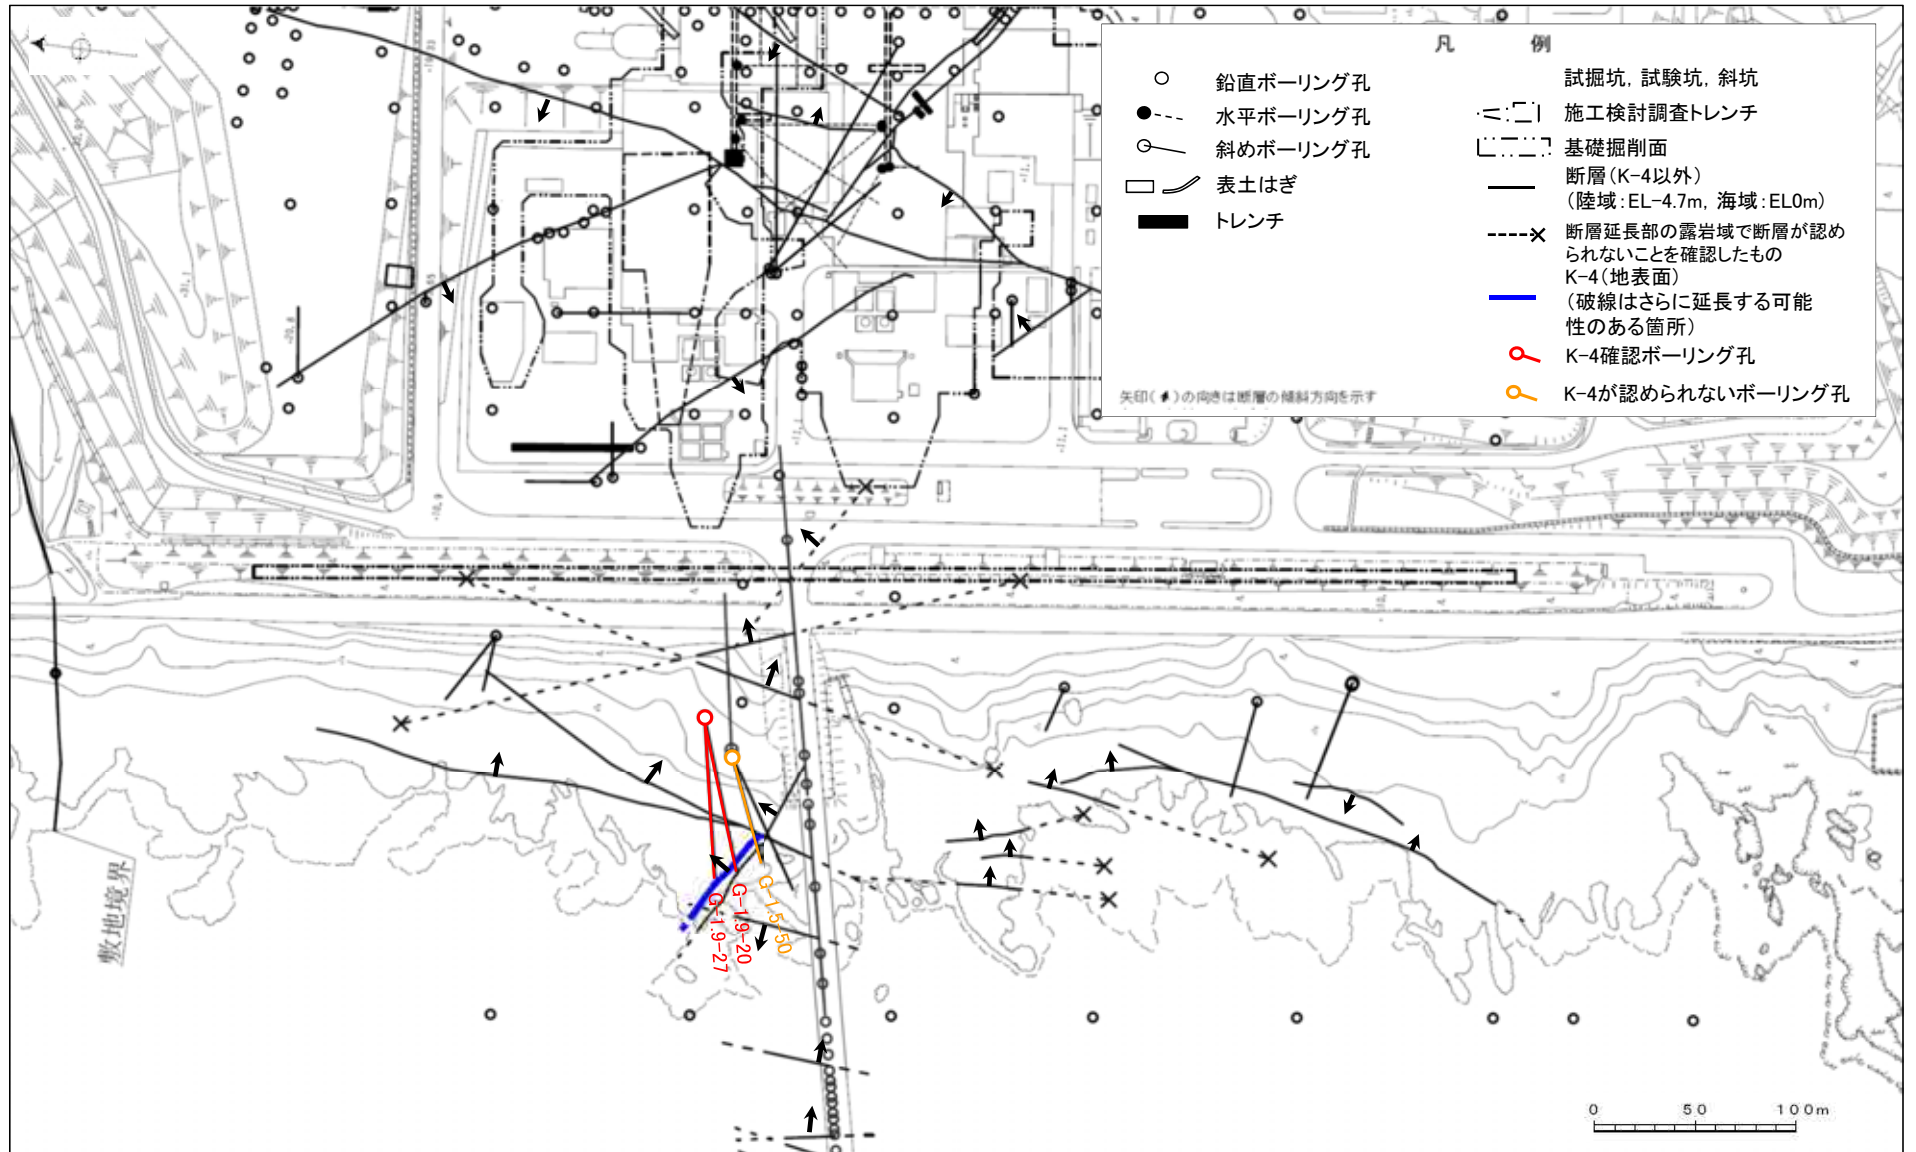 凡　例
鉛直ボーリング孔
水平ボーリング孔
斜めボーリング孔
表土はぎ
トレンチ
試掘坑，試験坑，斜坑
施工検討調査トレンチ
基礎掘削面
断層（K-4以外）
（陸域：EL-4.7m，海域：EL0m）
断層延長部の露岩域で断層が認め
られないことを確認したもの
K-4（地表面）
（破線はさらに延長する可能
性のある箇所）
K-4確認ボーリング孔
K-4が認められないボーリング孔
矢印（）の向きは断層の傾斜方向を示す
敷地境界
G-1.9-27
G-1.9-20
G-1.5-50
0 50 100m